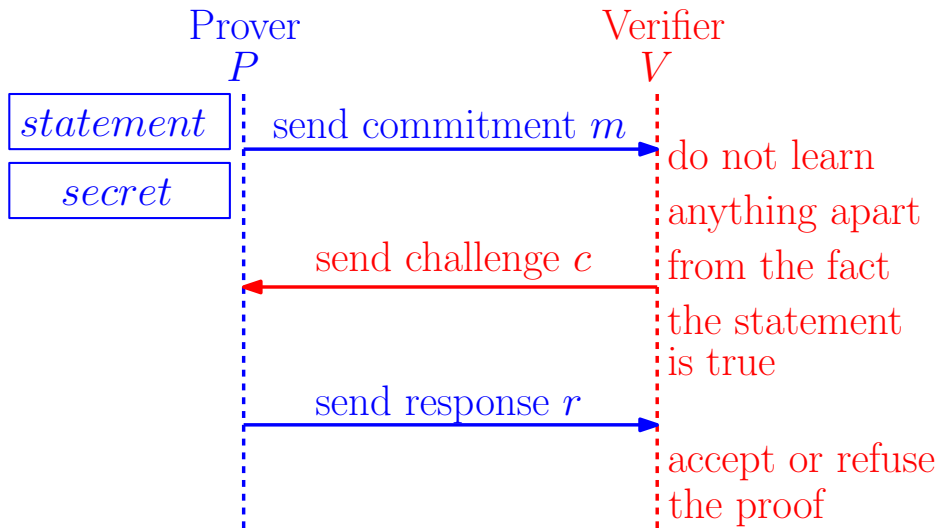 Prover
P
Verifier
V
statement
secret
send commitment m
do not learn
anything apart
from the fact
the statement
is true
send challenge c
send response r
accept or refuse
the proof